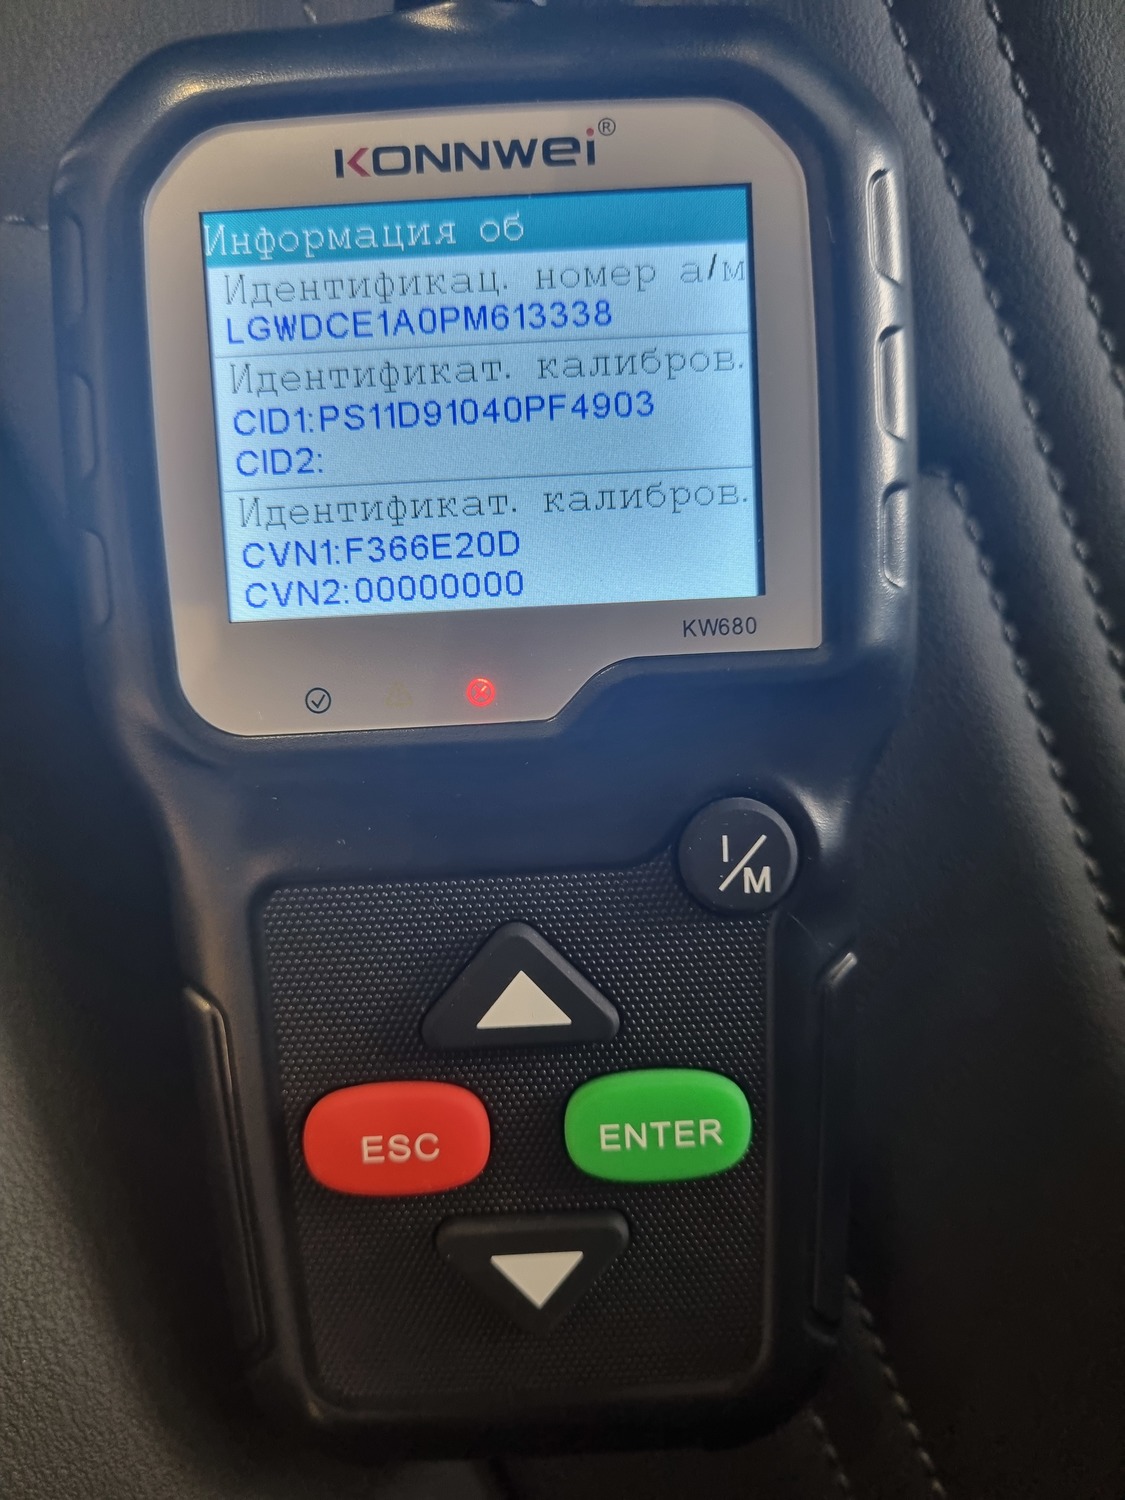 KONNWEI®
Информация об
Идентификац. номер а/м
LGWDCE1A0PM613338
Идентификат. калибров.
CID1:PS11D91040PF4903
CID2:
Идентификат. калибров.
CVN1:F366E20D
CVN2:00000000
KW680
I/M
ESC
ENTER